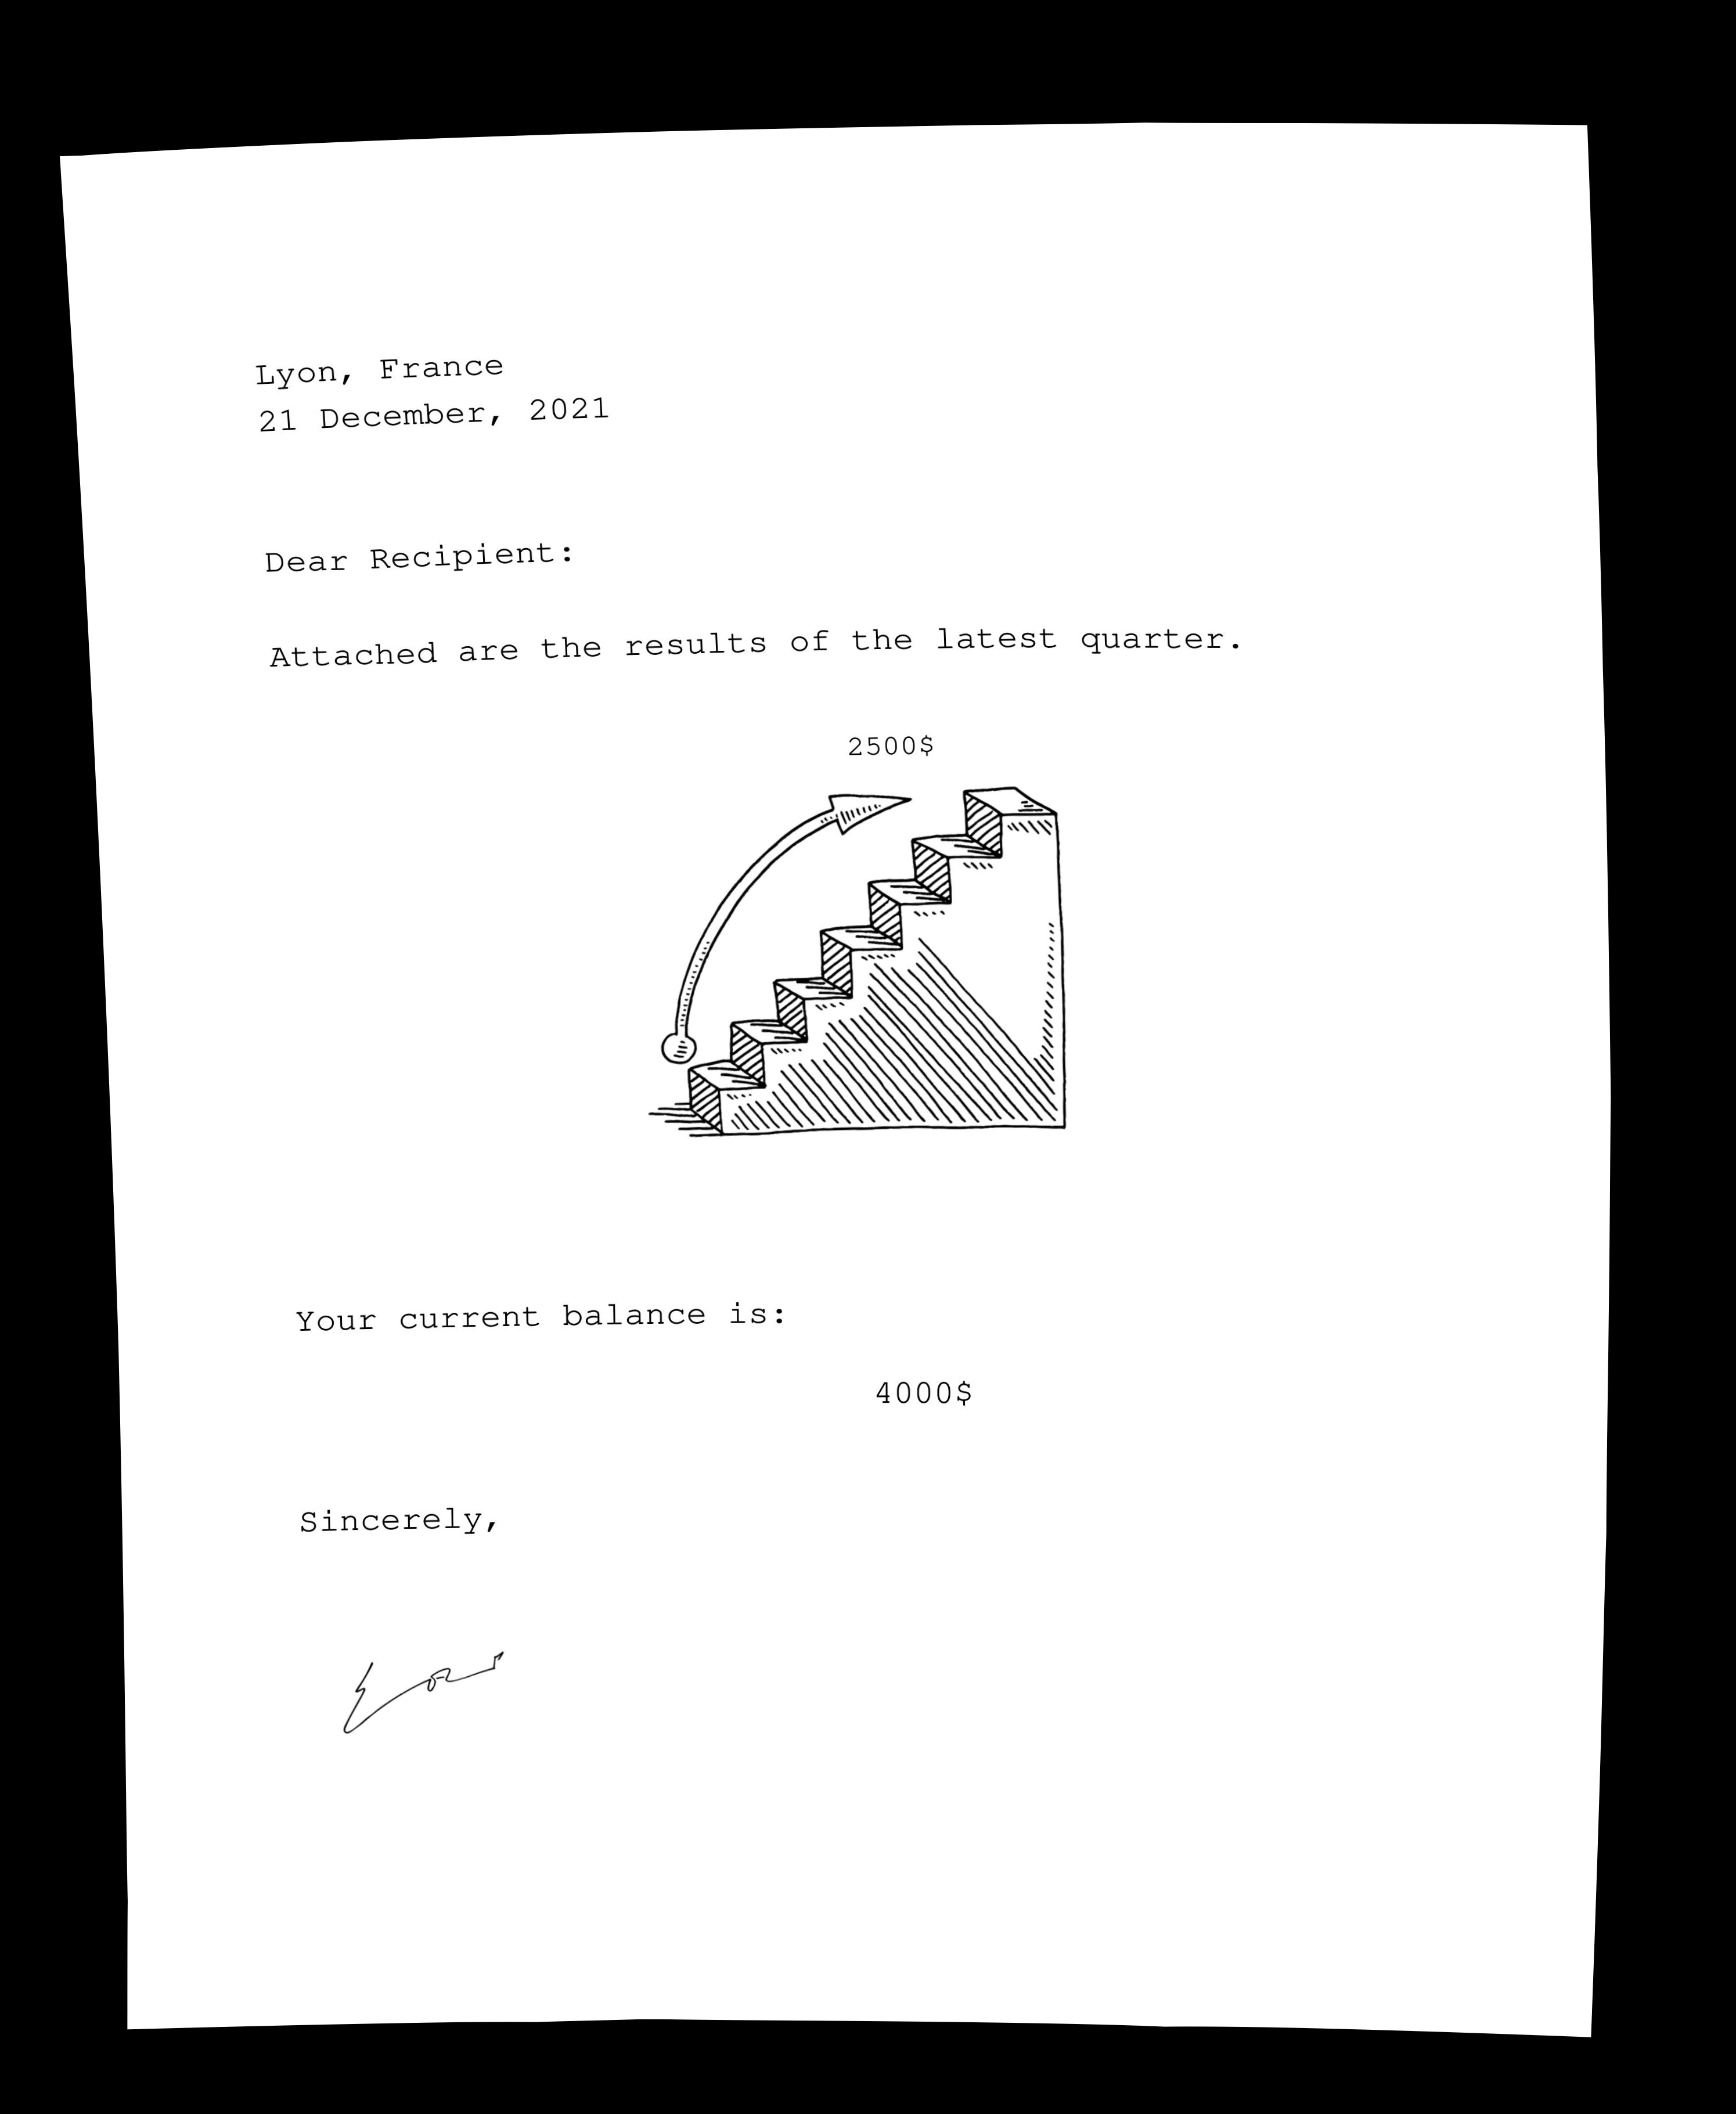 Lyon, France
21 December, 2021
Dear Recipient:
Attached are the results of the latest quarter.
2500$
Your current balance is:
4000$
Sincerely,